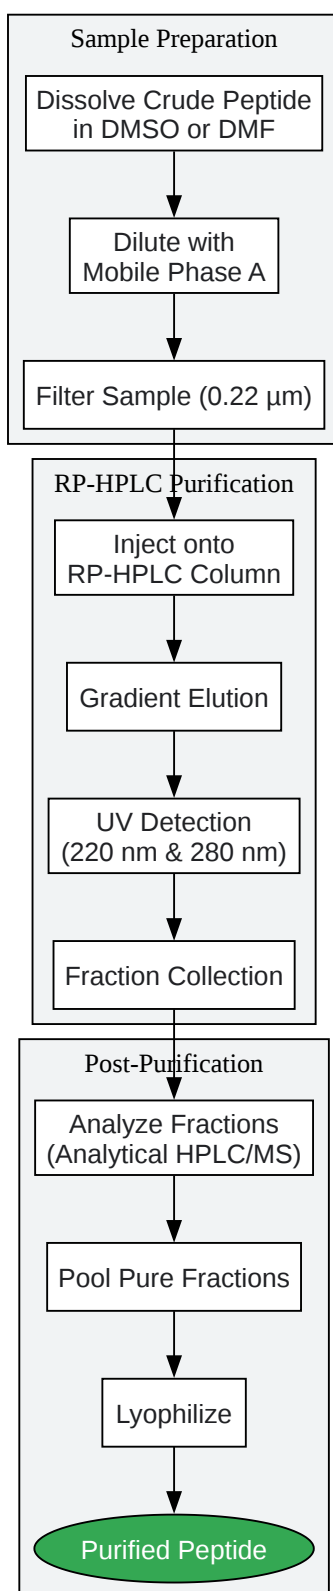 Sample Preparation
Dissolve Crude Peptide
in DMSO or DMF
Dilute with
Mobile Phase A
Filter Sample (0.22 µm)
RP-HPLC Purification
Inject onto
RP-HPLC Column
Gradient Elution
UV Detection
(220 nm & 280 nm)
Fraction Collection
Post-Purification
Analyze Fractions
(Analytical HPLC/MS)
Pool Pure Fractions
Lyophilize
Purified Peptide